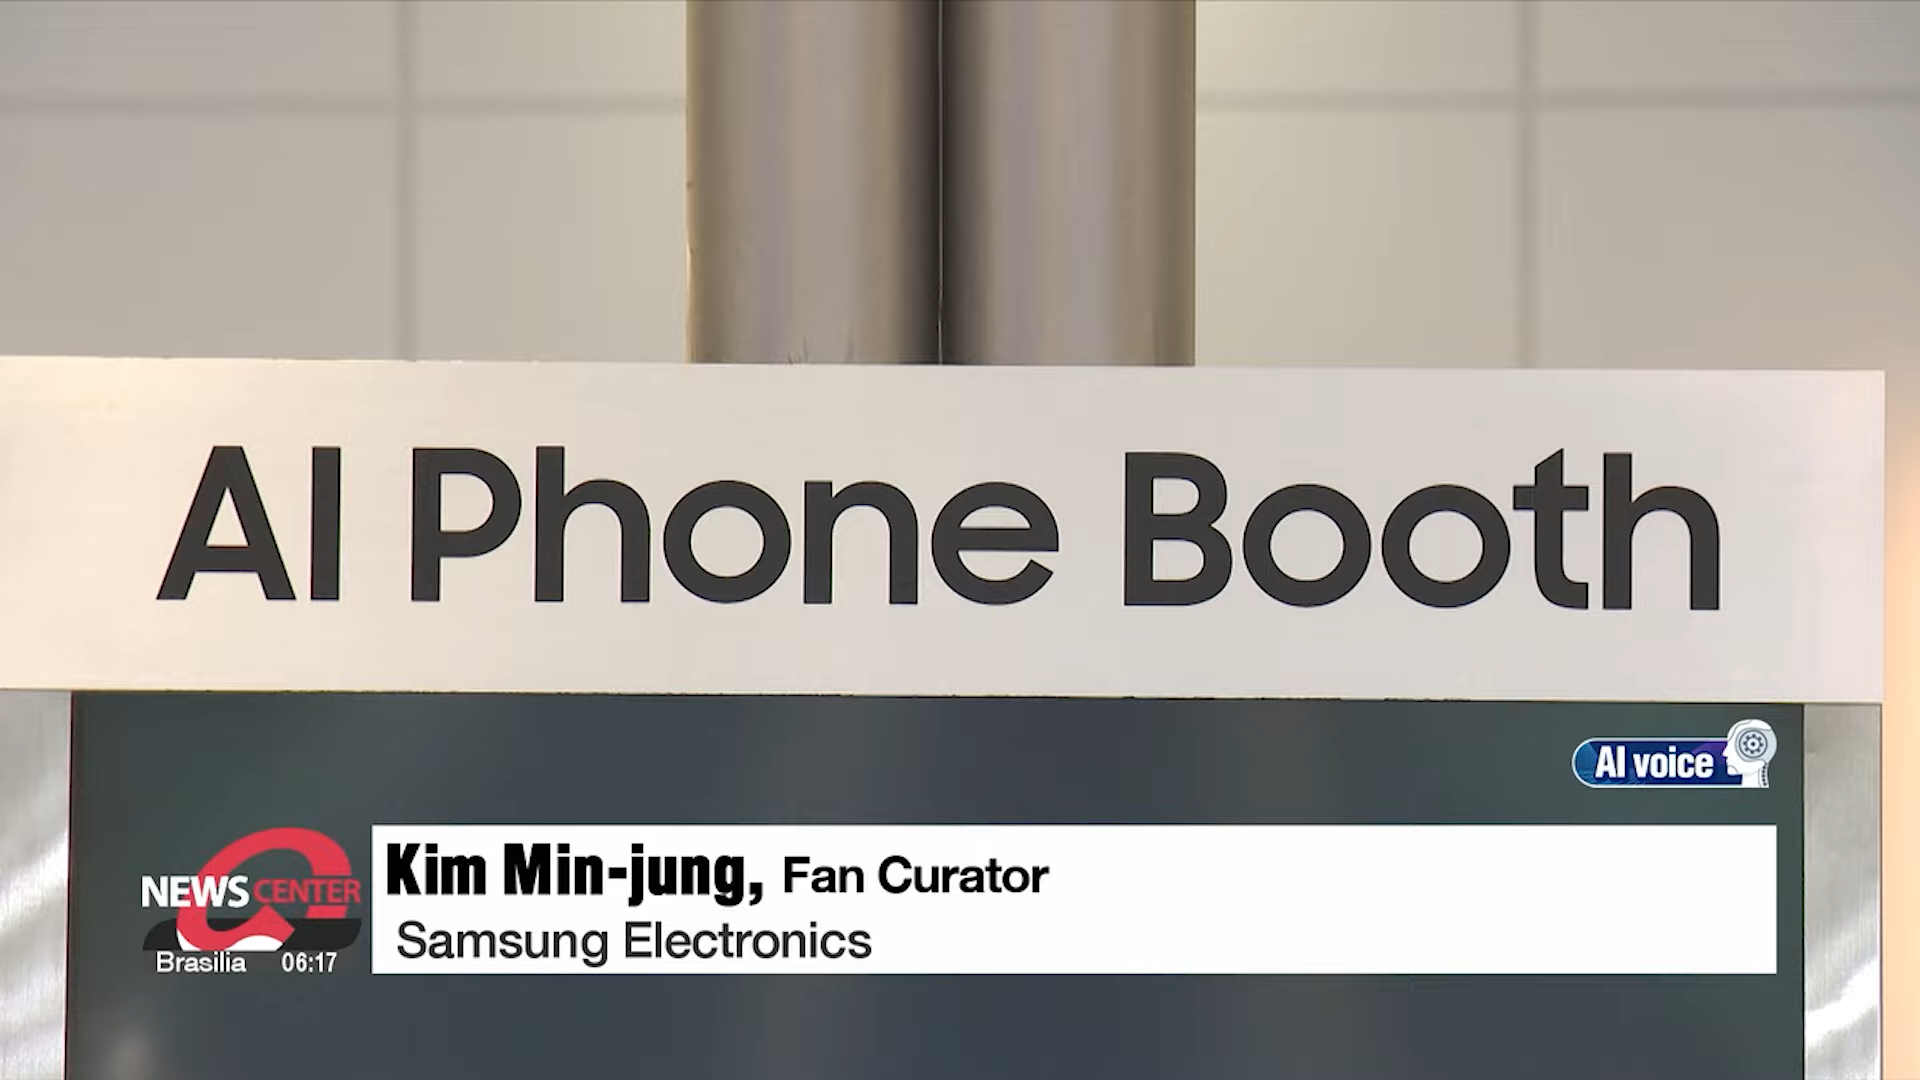 AI Phone Booth
AI voice
NEWS CENTER
Kim Min-jung, Fan Curator
Samsung Electronics
Brasilia 06:17